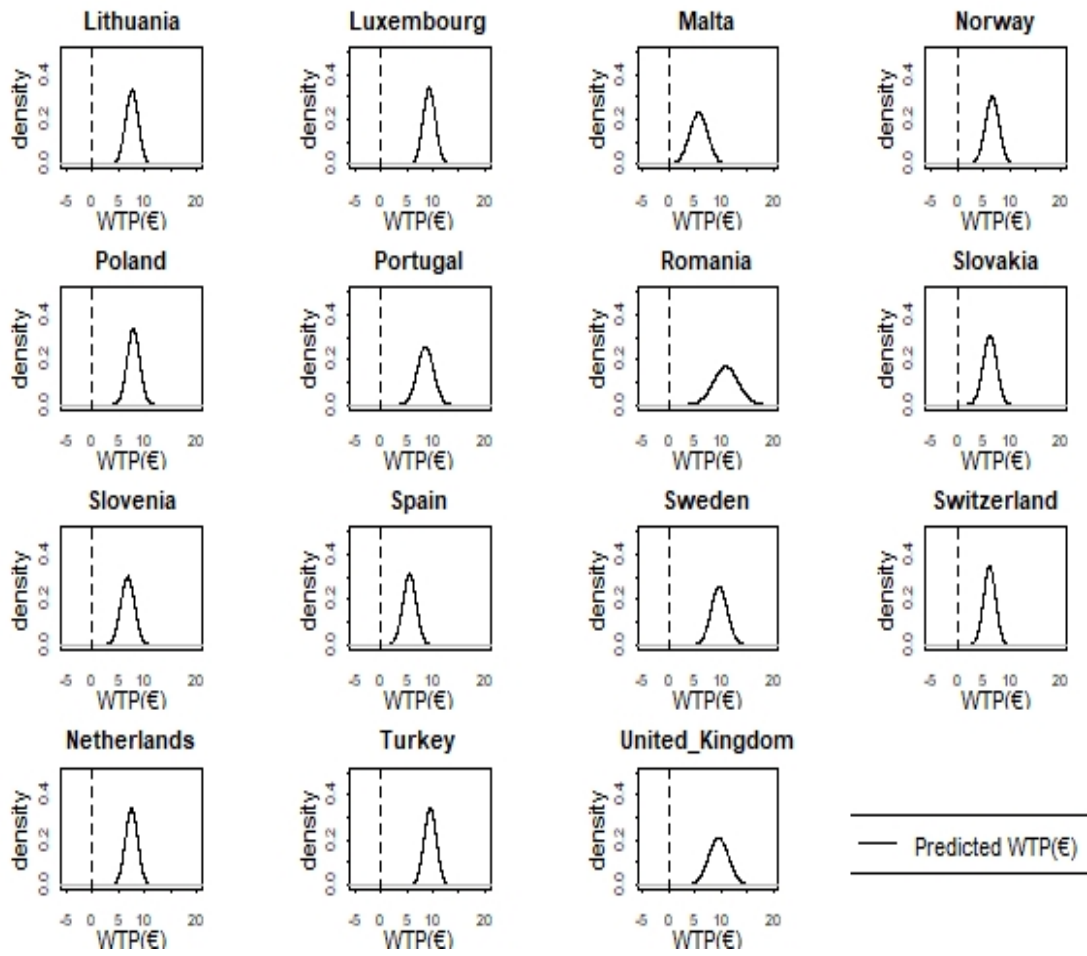 Lithuania Luxembourg Malta Norway
density 0.0 0.2 0.4 density 0.0 0.2 0.4 density 0.0 0.2 0.4 density 0.0 0.2 0.4
-5 0 5 10 20 -5 0 5 10 20 -5 0 5 10 20 -5 0 5 10 20
WTP(€) WTP(€) WTP(€) WTP(€)
Poland Portugal Romania Slovakia
density 0.0 0.2 0.4 density 0.0 0.2 0.4 density 0.0 0.2 0.4 density 0.0 0.2 0.4
-5 0 5 10 20 -5 0 5 10 20 -5 0 5 10 20 -5 0 5 10 20
WTP(€) WTP(€) WTP(€) WTP(€)
Slovenia Spain Sweden Switzerland
density 0.0 0.2 0.4 density 0.0 0.2 0.4 density 0.0 0.2 0.4 density 0.0 0.2 0.4
-5 0 5 10 20 -5 0 5 10 20 -5 0 5 10 20 -5 0 5 10 20
WTP(€) WTP(€) WTP(€) WTP(€)
Netherlands Turkey United_Kingdom
density 0.0 0.2 0.4 density 0.0 0.2 0.4 density 0.0 0.2 0.4
Predicted WTP(€)
-5 0 5 10 20 -5 0 5 10 20 -5 0 5 10 20
WTP(€) WTP(€) WTP(€)